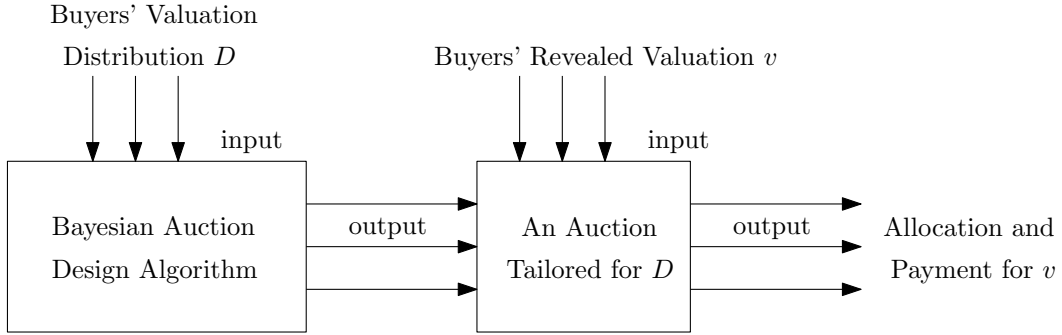 Buyers' Valuation
Distribution D
Buyers' Revealed Valuation v
input
input
Bayesian Auction
Design Algorithm
output
An Auction
Tailored for D
output
Allocation and
Payment for v